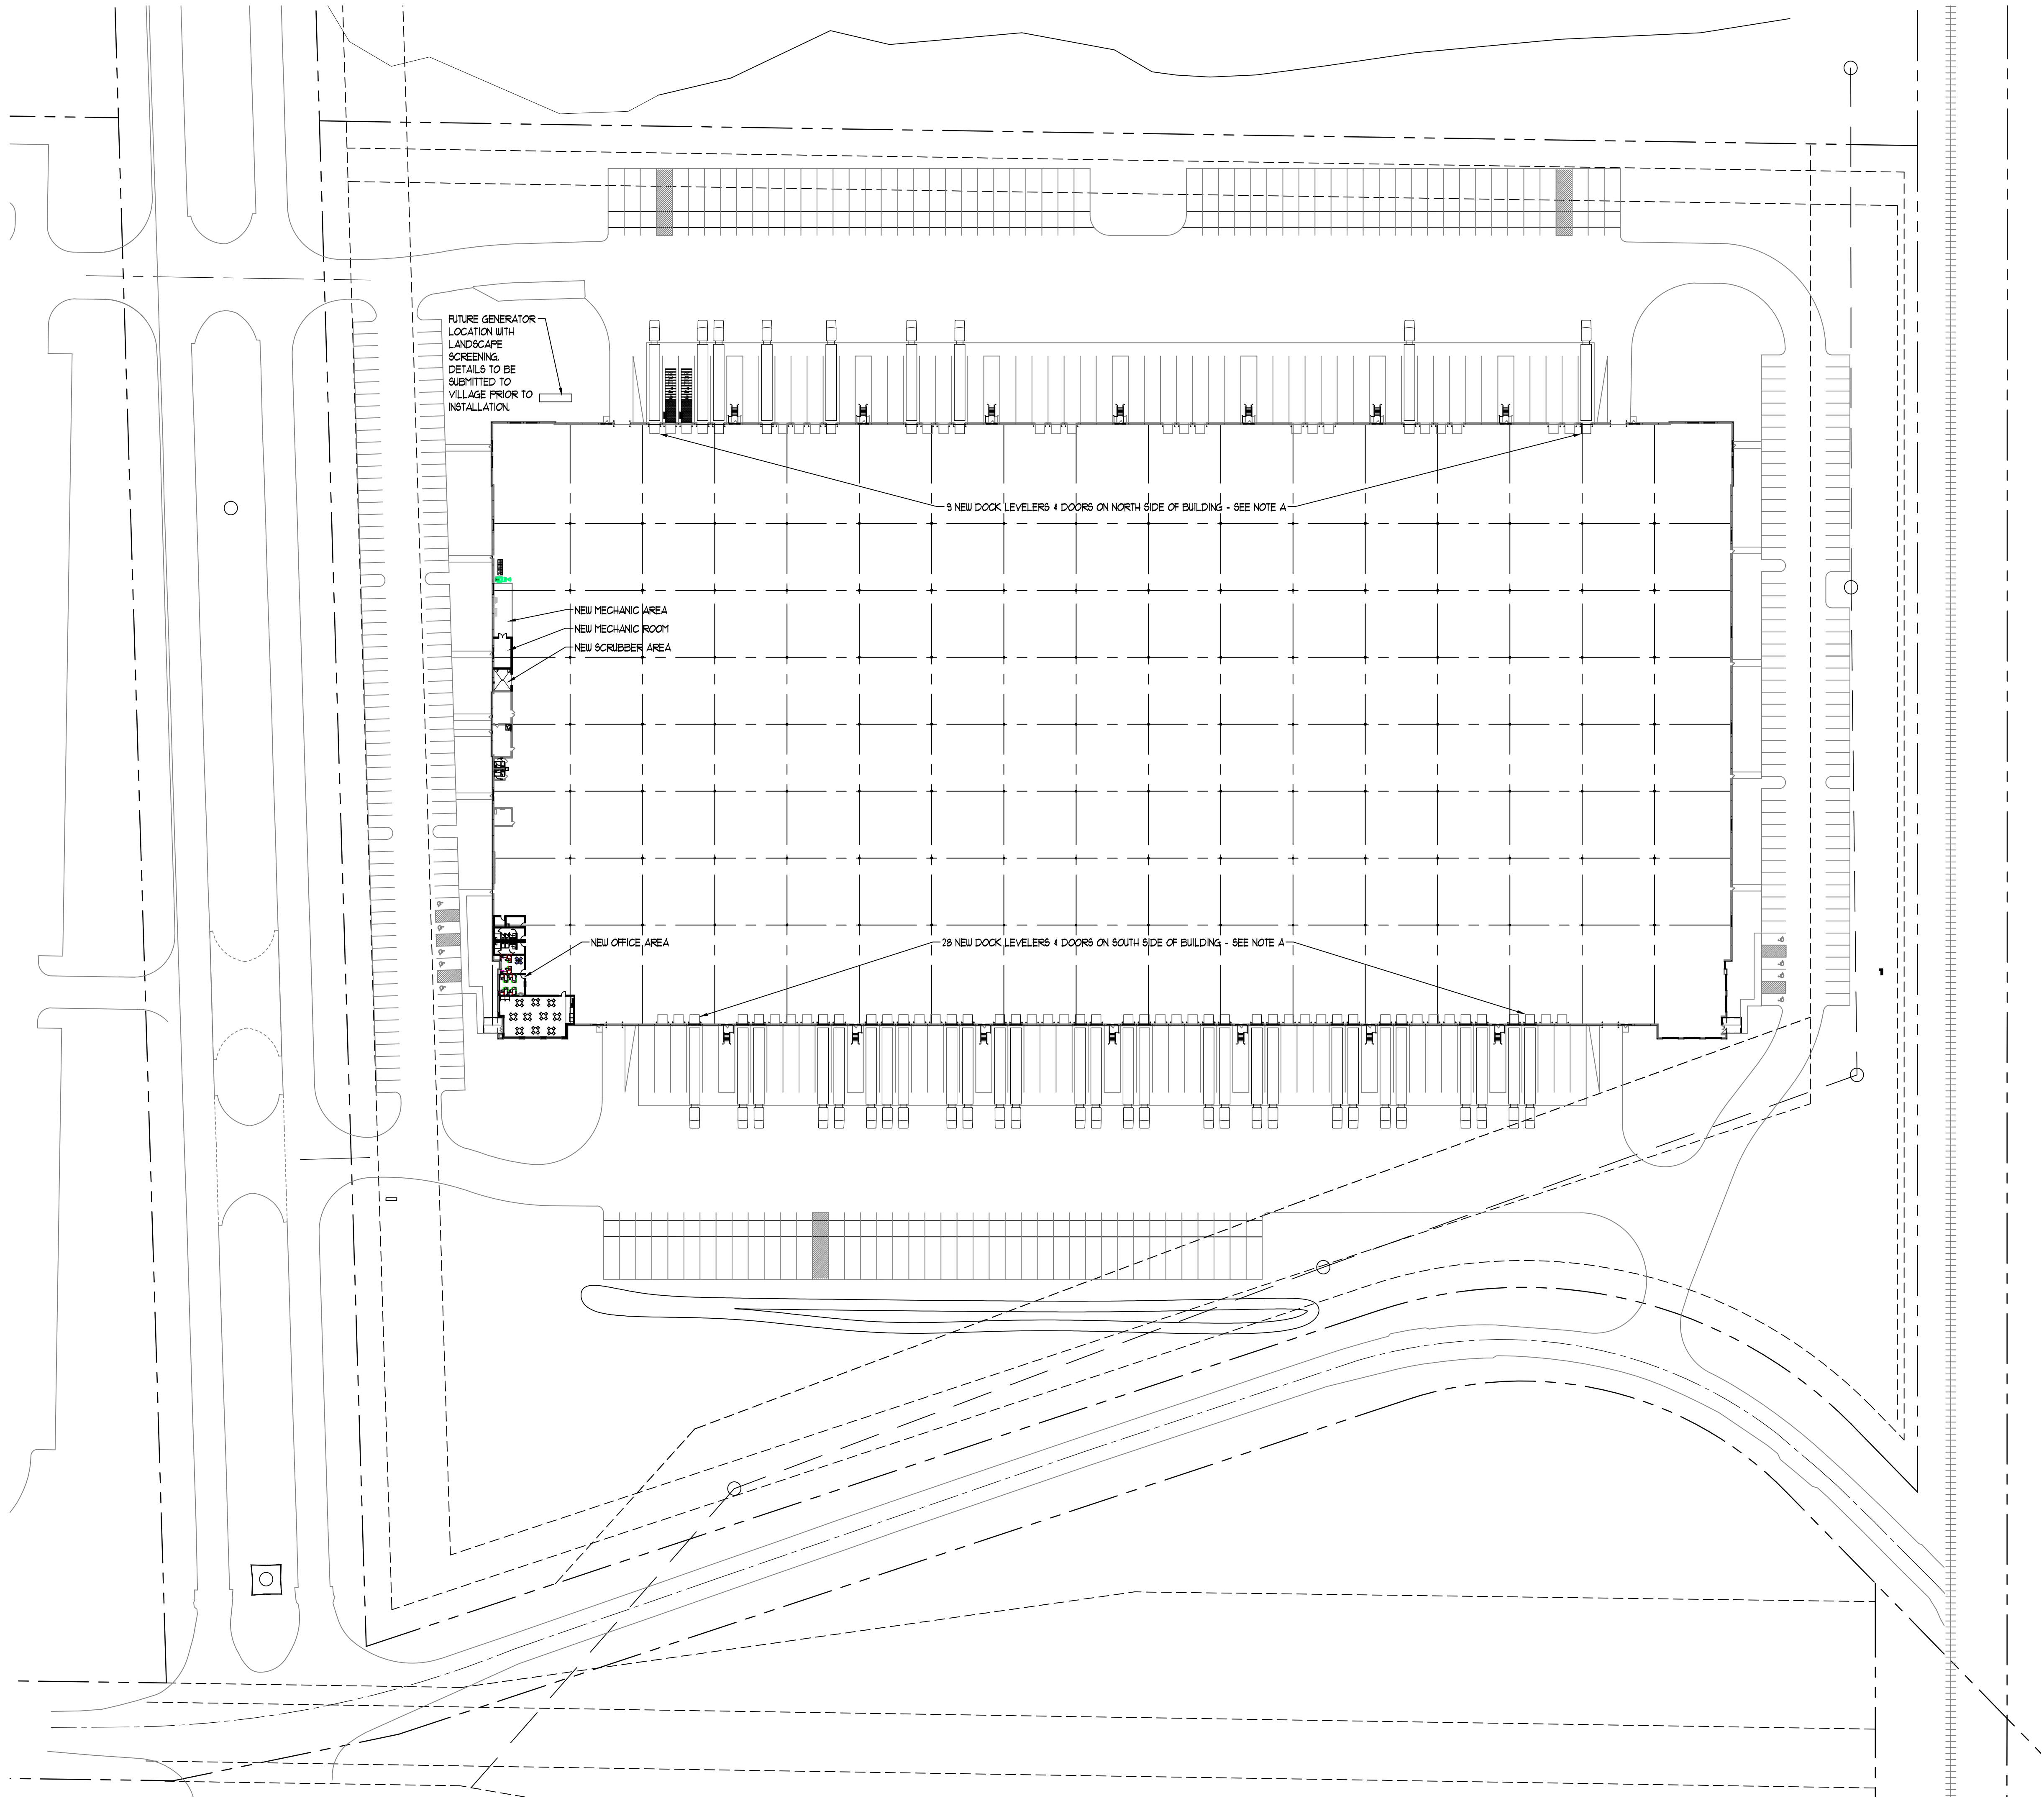 FUTURE GENERATOR
LOCATION WITH
LANDSCAPE
SCREENING.
DETAILS TO BE
SUBMITTED TO
VILLAGE PRIOR TO
INSTALLATION.
9 NEW DOCK LEVELERS & DOORS ON NORTH SIDE OF BUILDING - SEE NOTE A
NEW MECHANIC AREA
NEW MECHANIC ROOM
NEW SCRUBBER AREA
NEW OFFICE AREA
28 NEW DOCK LEVELERS & DOORS ON SOUTH SIDE OF BUILDING - SEE NOTE A